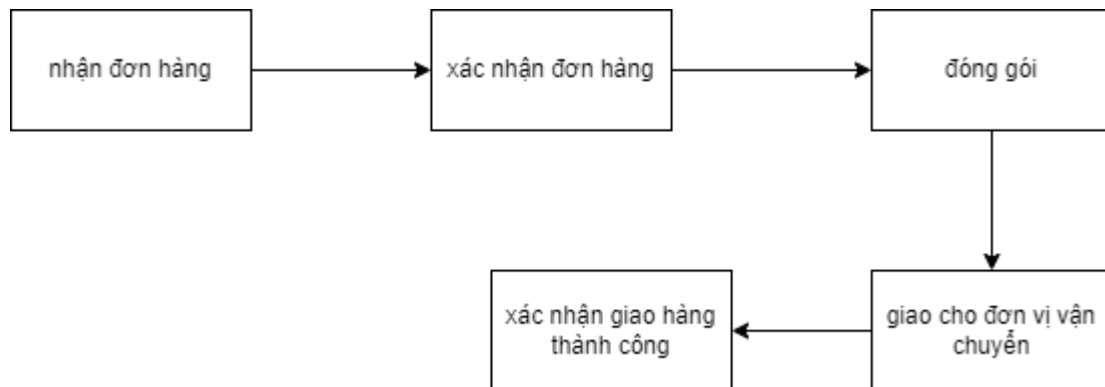 nhận đơn hàng
xác nhận đơn hàng
đóng gói
giao cho đơn vị vận
chuyển
xác nhận giao hàng
thành công